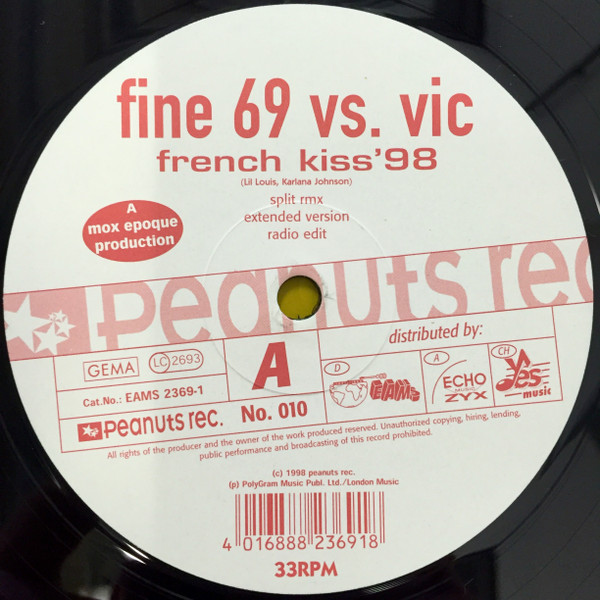 fine 69 vs. vic
french kiss'98
(Lil Louis, Karlana Johnson)
split rmx
extended version
radio edit
A
mox epoque
production
Peanuts rec
distributed by:
GEMA
LC 2693
A
D
EAMS
A
ECHO
ZYX
CH
Yes
music
Cat.No.: EAMS 2369-1
Peanuts rec. No. 010
All rights of the producer and the owner of the work produced reserved. Unauthorized copying, hiring, lending,
public performance and broadcasting of this record prohibited.
(c) 1998 peanuts rec.
(p) PolyGram Music Publ. Ltd./London Music
4 016888 236918
33RPM